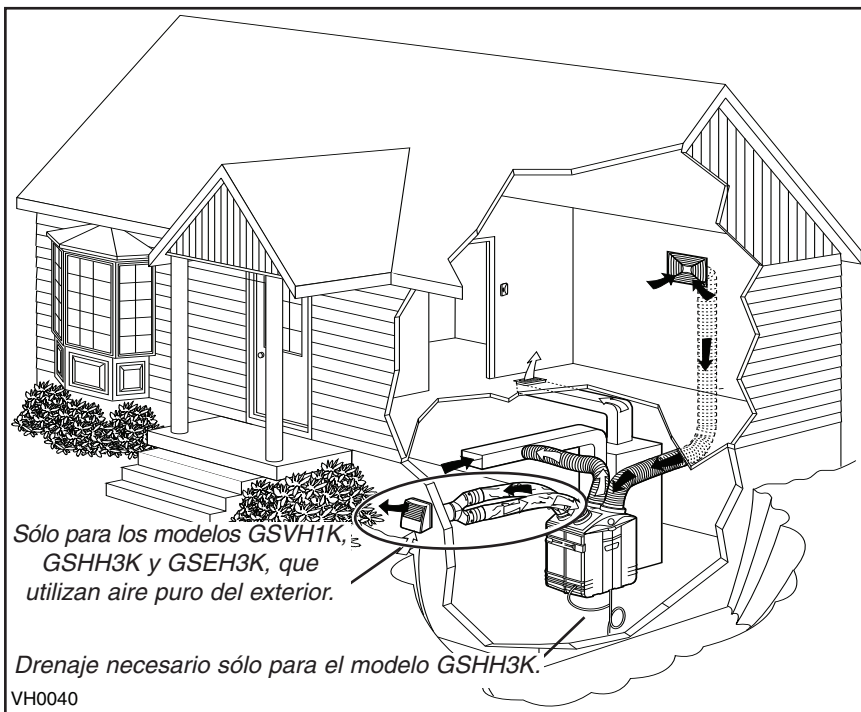 Sólo para los modelos GSVH1K,
GSHH3K y GSEH3K, que
utilizan aire puro del exterior.
Drenaje necesario sólo para el modelo GSHH3K.
VH0040